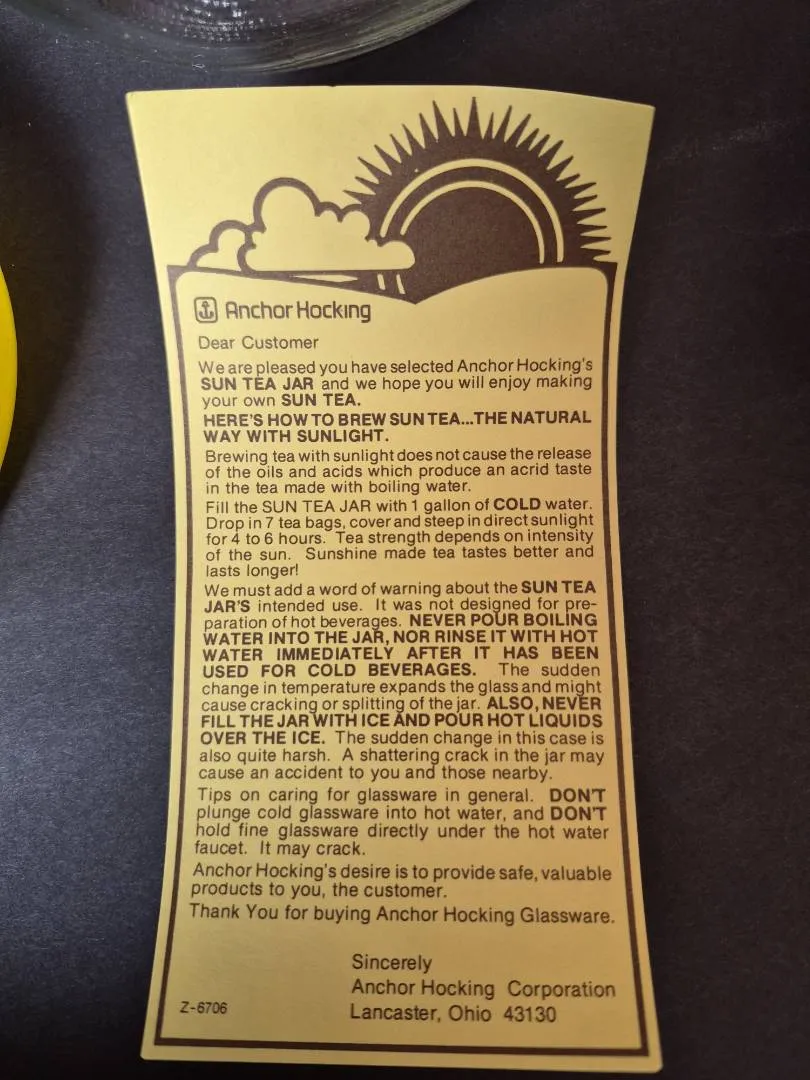 Anchor Hocking
Dear Customer
We are pleased you have selected Anchor Hocking's
SUN TEA JAR and we hope you will enjoy making
your own SUN TEA.
HERE'S HOW TO BREW SUN TEA...THE NATURAL
WAY WITH SUNLIGHT.
Brewing tea with sunlight does not cause the release
of the oils and acids which produce an acrid taste
in the tea made with boiling water.
Fill the SUN TEA JAR with 1 gallon of COLD water.
Drop in 7 tea bags, cover and steep in direct sunlight
for 4 to 6 hours. Tea strength depends on intensity
of the sun. Sunshine made tea tastes better and
lasts longer!
We must add a word of warning about the SUN TEA
JAR'S intended use. It was not designed for pre-
paration of hot beverages. NEVER POUR BOILING
WATER INTO THE JAR, NOR RINSE IT WITH HOT
WATER IMMEDIATELY AFTER IT HAS BEEN
USED FOR COLD BEVERAGES. The sudden
change in temperature expands the glass and might
cause cracking or splitting of the jar. ALSO, NEVER
FILL THE JAR WITH ICE AND POUR HOT LIQUIDS
OVER THE ICE. The sudden change in this case is
also quite harsh. A shattering crack in the jar may
cause an accident to you and those nearby.
Tips on caring for glassware in general. DON'T
plunge cold glassware into hot water, and DON'T
hold fine glassware directly under the hot water
faucet. It may crack.
Anchor Hocking's desire is to provide safe, valuable
products to you, the customer.
Thank You for buying Anchor Hocking Glassware.
Sincerely
Anchor Hocking Corporation
Lancaster, Ohio 43130
Z-6706